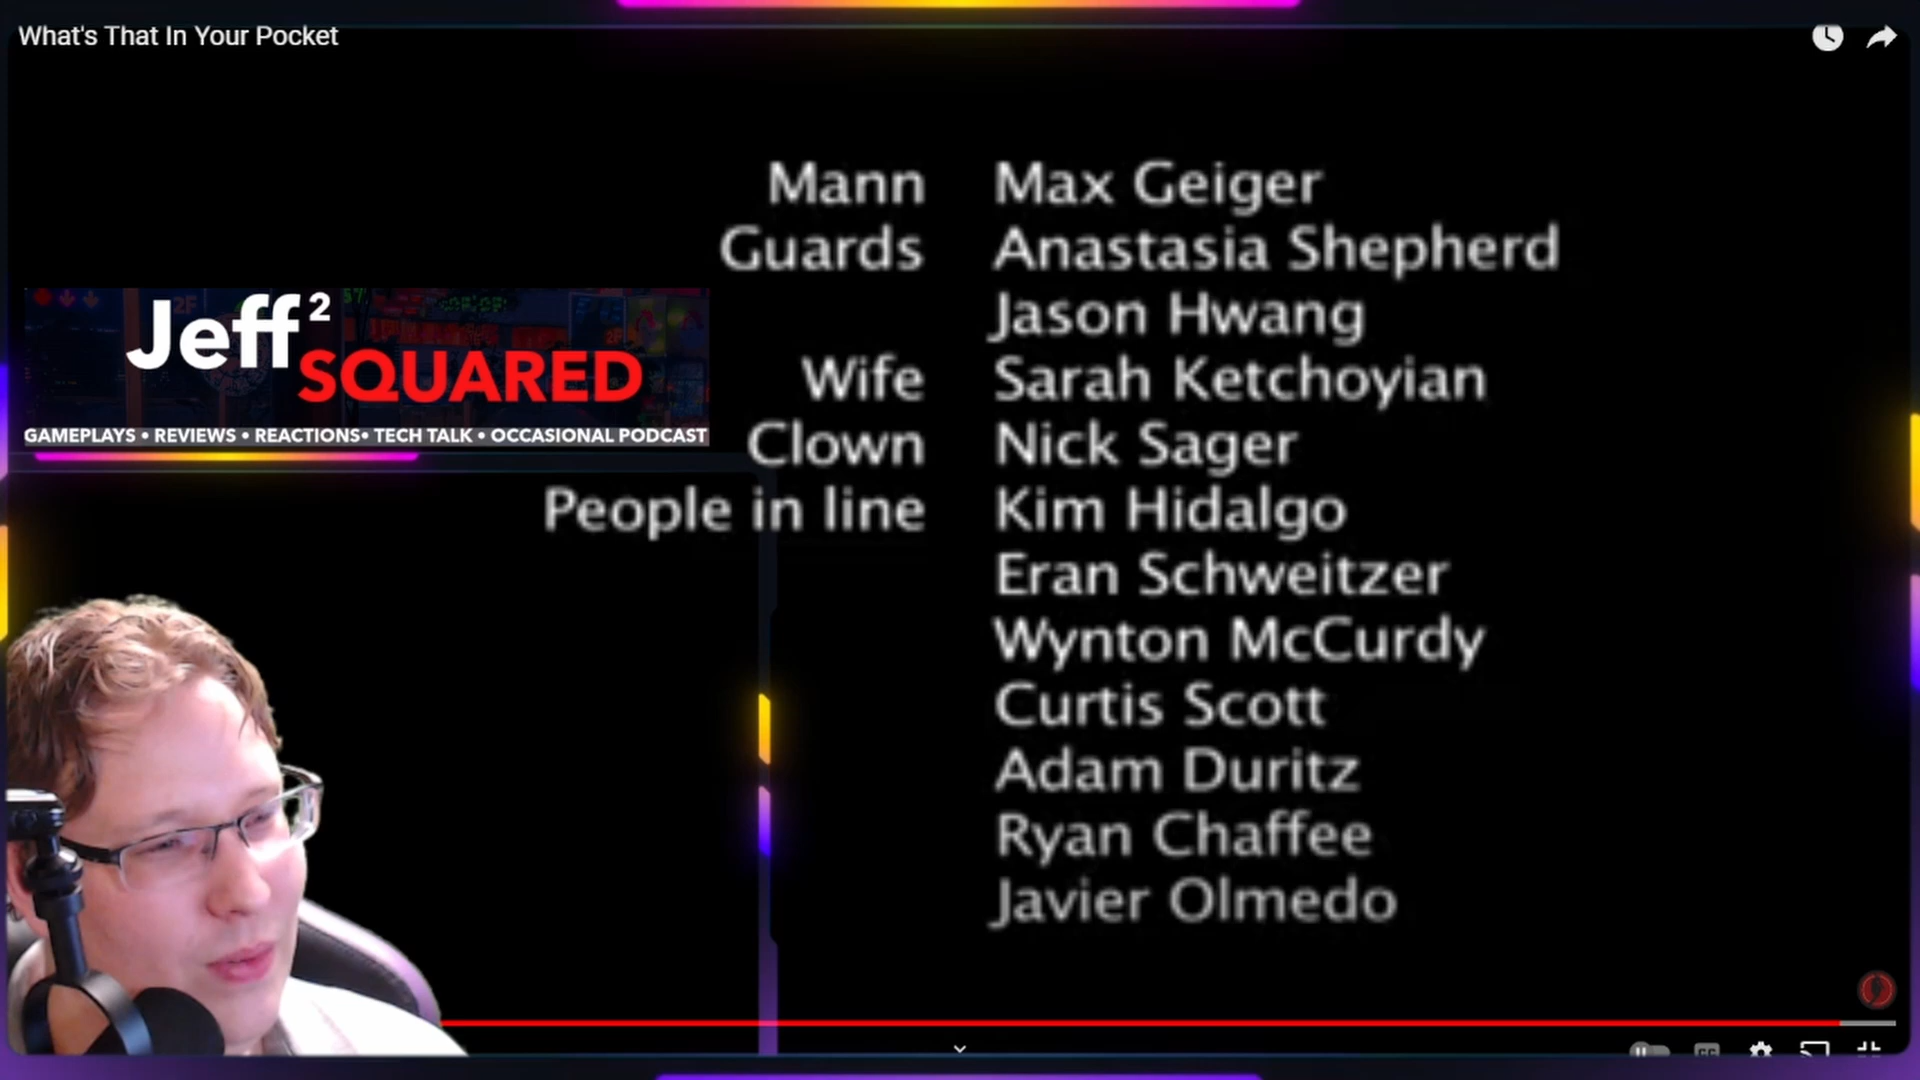 What's That In Your Pocket
Mann Max Geiger
Guards Anastasia Shepherd
Jason Hwang
Wife Sarah Ketchoyian
Clown Nick Sager
People in line Kim Hidalgo
Eran Schweitzer
Wynton McCurdy
Curtis Scott
Adam Duritz
Ryan Chaffee
Javier Olmedo
Jeff²
SQUARED
GAMEPLAYS • REVIEWS • REACTIONS• TECH TALK • OCCASIONAL PODCAST